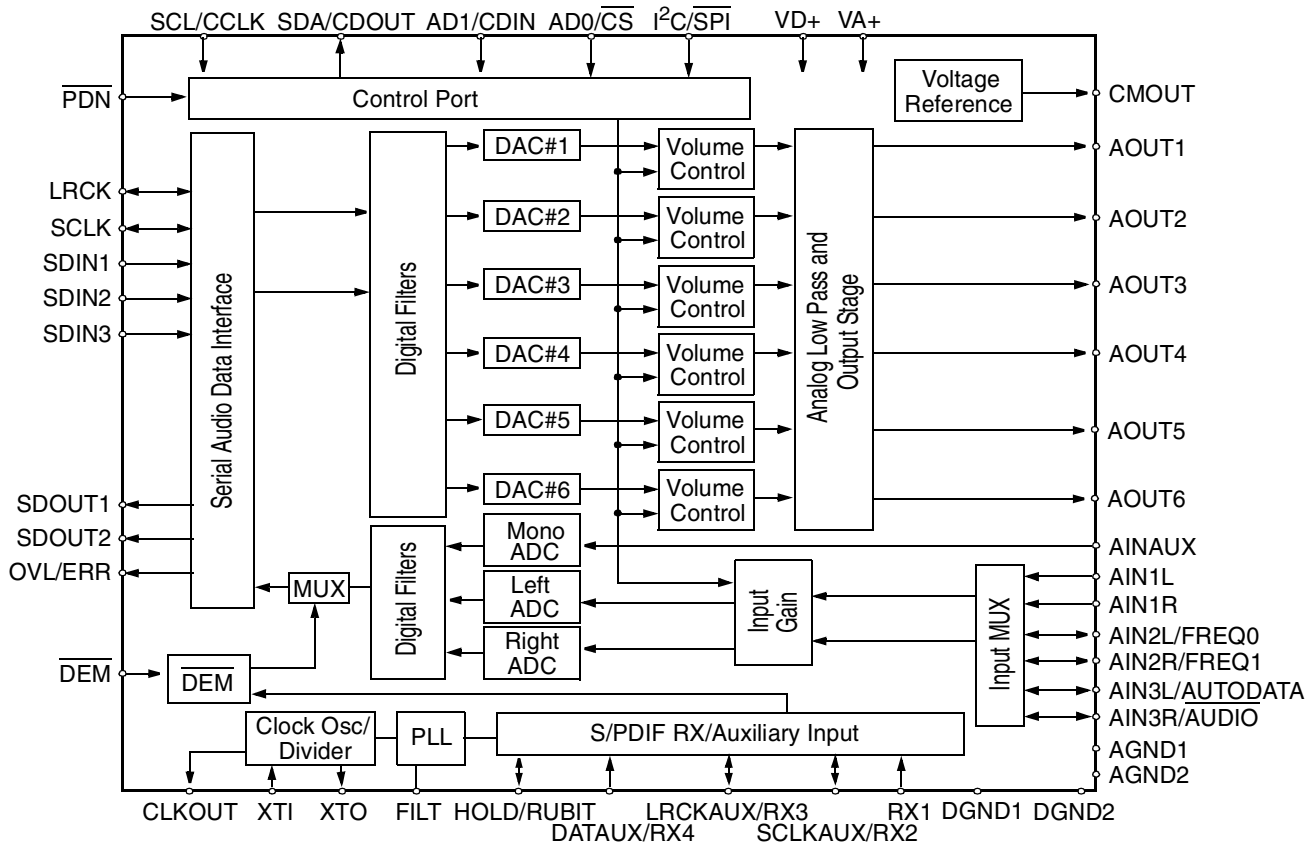 SCL/CCLK SDA/CDOUT AD1/CDIN AD0/C̅S̅ I²C/S̅P̅I̅ VD+ VA+
P̅D̅N̅
Control Port
Voltage
Reference
CMOUT
LRCK
SCLK
SDIN1
SDIN2
SDIN3
SDOUT1
SDOUT2
OVL/ERR
D̅E̅M̅
Serial Audio Data Interface
Digital Filters
DAC#1
DAC#2
DAC#3
DAC#4
DAC#5
DAC#6
Volume
Control
Volume
Control
Volume
Control
Volume
Control
Volume
Control
Volume
Control
Analog Low Pass and
Output Stage
AOUT1
AOUT2
AOUT3
AOUT4
AOUT5
AOUT6
MUX
Digital Filters
Mono
ADC
Left
ADC
Right
ADC
Input
Gain
Input MUX
AINAUX
AIN1L
AIN1R
AIN2L/FREQ0
AIN2R/FREQ1
AIN3L/AUTODATA
AIN3R/A̅U̅D̅I̅O̅
AGND1
AGND2
D̅E̅M̅
Clock Osc/
Divider
PLL
S/PDIF RX/Auxiliary Input
CLKOUT XTI XTO FILT HOLD/RUBIT LRCKAUX/RX3 RX1 DGND1 DGND2
DATAUX/RX4 SCLKAUX/RX2